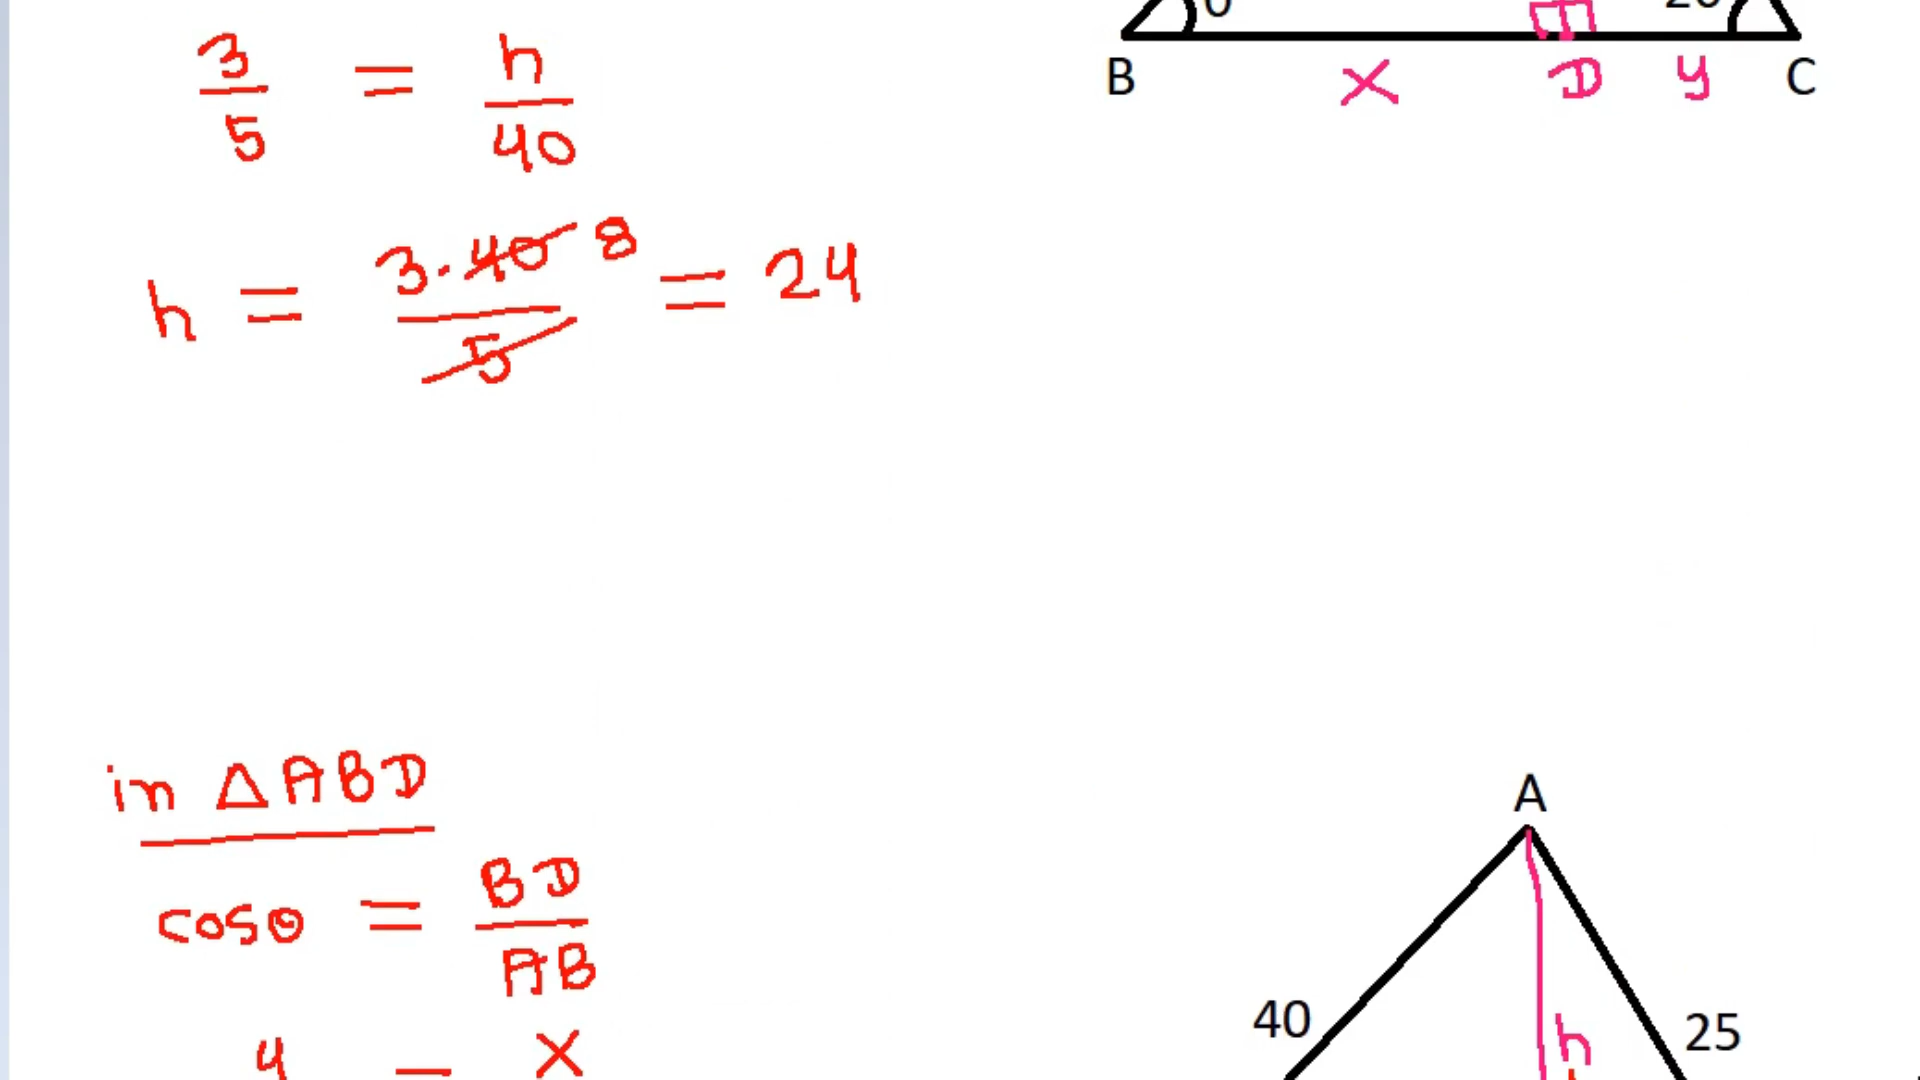 3/5 = h/40
h = 3·40 8/5 = 24
in ΔABD
cosθ = BD/AB
4 = x
B x D y C
A
40 h 25